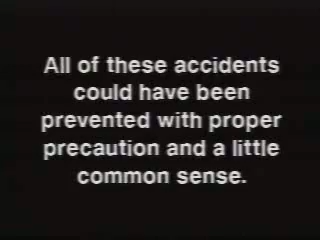 All of these accidents
could have been
prevented with proper
precaution and a little
common sense.